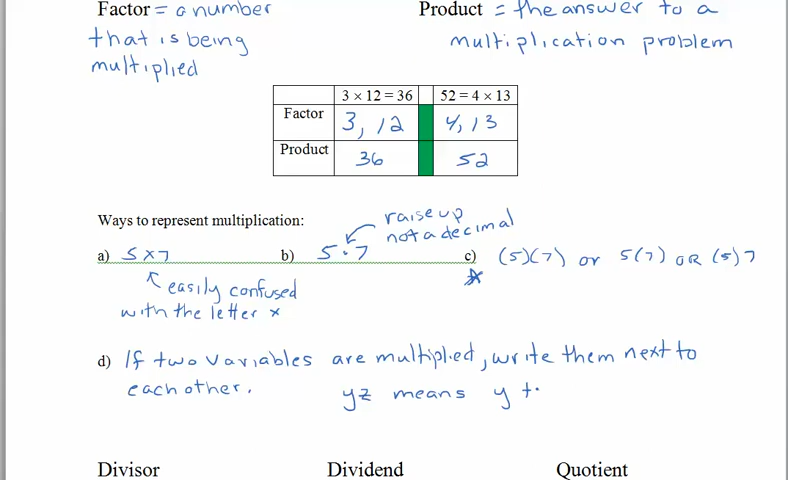 Factor = a number
that is being
multiplied
Product = the answer to a
multiplication problem
3 × 12 = 36 52 = 4 × 13
Factor 3, 12 4, 13
Product 36 52
Ways to represent multiplication:
raise up
not a decimal
a) 5 x 7 b) 5 · 7 c) (5)(7) or 5(7) OR (5)7
easily confused
with the letter x
d) If two variables are multiplied, write them next to
each other. yz means y
Divisor Dividend Quotient